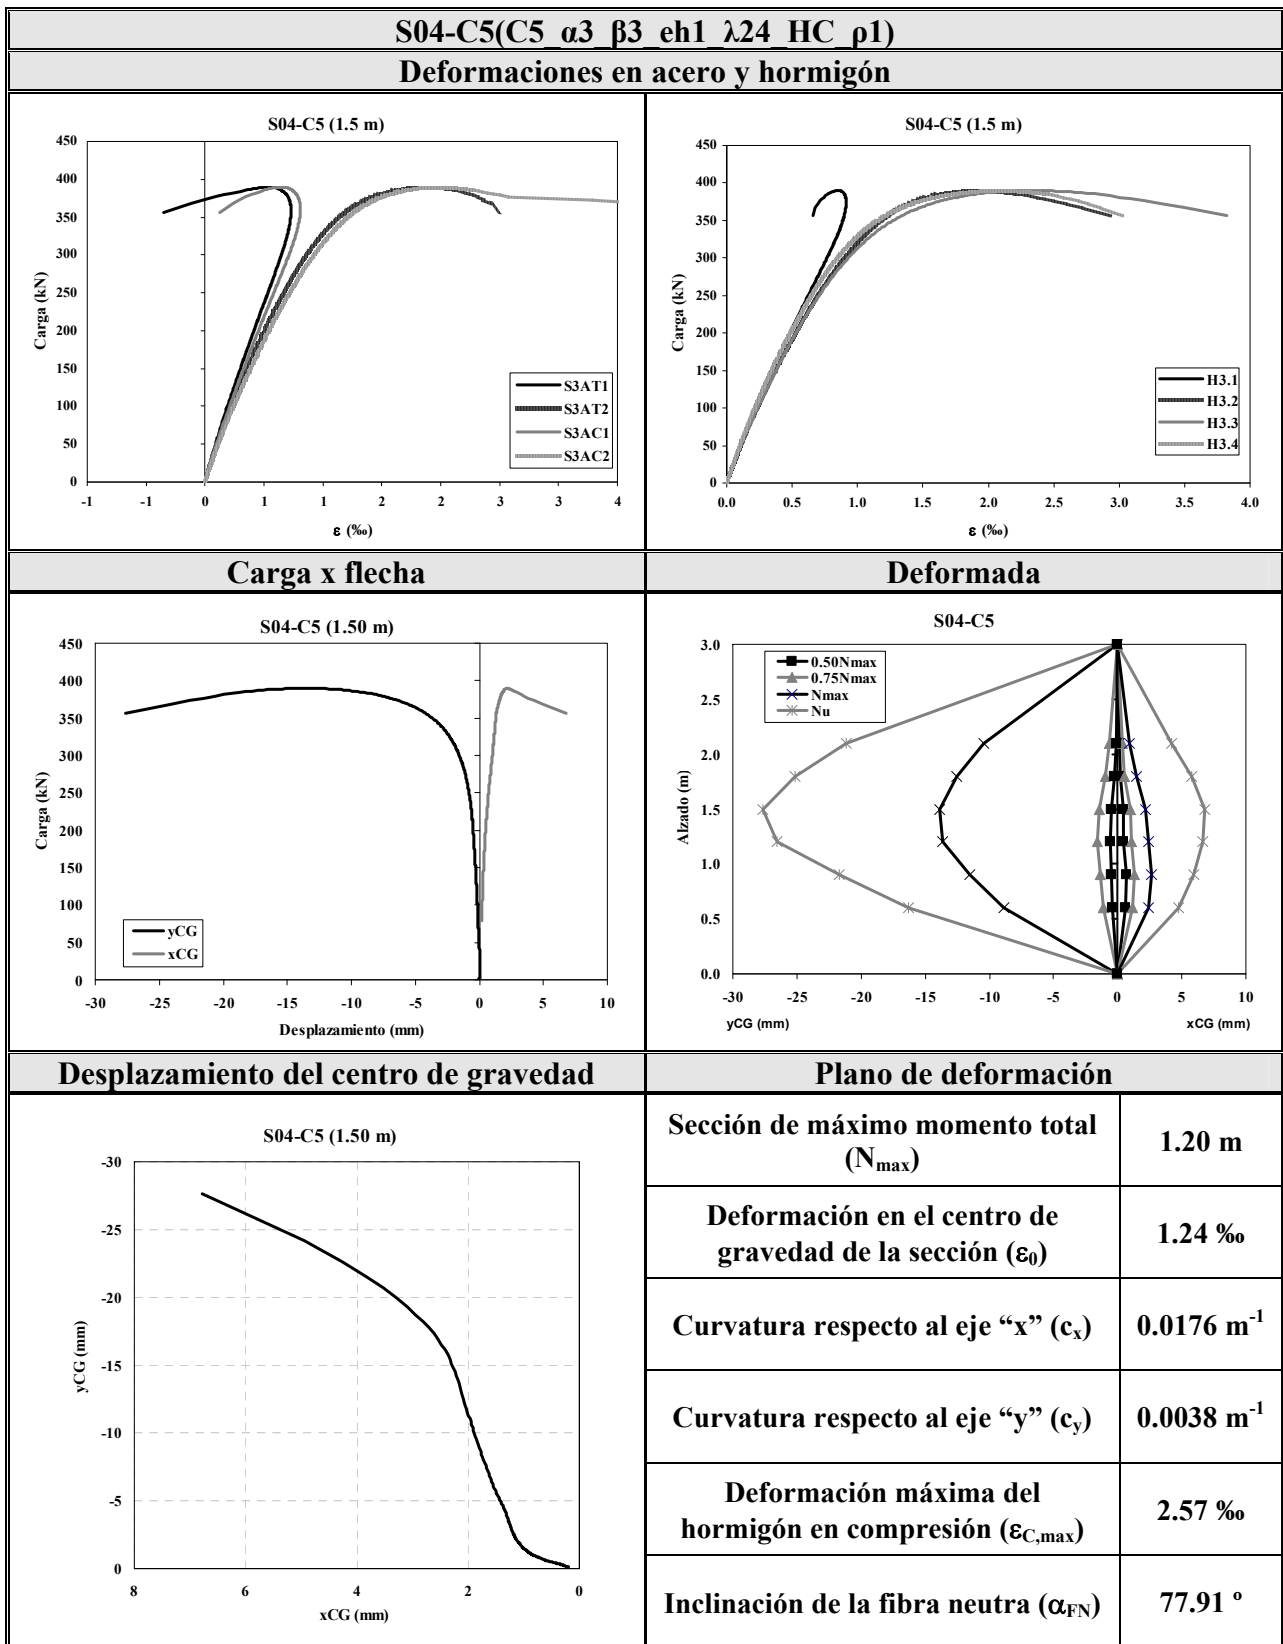 S04-C5(C5_α3_β3_eh1_λ24_HC_ρ1)
Deformaciones en acero y hormigón
S04-C5 (1.5 m)
450
400
350
300
250
200
150
100
50
0
Carga (kN)
-1 -1 0 1 1 2 2 3 3 4
ε (‰)
S3AT1
S3AT2
S3AC1
S3AC2
S04-C5 (1.5 m)
450
400
350
300
250
200
150
100
50
0
Carga (kN)
0.0 0.5 1.0 1.5 2.0 2.5 3.0 3.5 4.0
ε (‰)
H3.1
H3.2
H3.3
H3.4
Carga x flecha
Deformada
S04-C5 (1.50 m)
450
400
350
300
250
200
150
100
50
0
Carga (kN)
-30 -25 -20 -15 -10 -5 0 5 10
Desplazamiento (mm)
yCG
xCG
S04-C5
3.0
2.5
2.0
1.5
1.0
0.5
0.0
Alzado (m)
0.50Nmax
0.75Nmax
Nmax
Nu
-30 -25 -20 -15 -10 -5 0 5 10
yCG (mm) xCG (mm)
Desplazamiento del centro de gravedad
Plano de deformación
S04-C5 (1.50 m)
-30
-25
-20
-15
-10
-5
0
yCG (mm)
8 6 4 2 0
xCG (mm)
Sección de máximo momento total
(Nmax)
1.20 m
Deformación en el centro de
gravedad de la sección (ε0)
1.24 ‰
Curvatura respecto al eje “x” (cx)
0.0176 m-1
Curvatura respecto al eje “y” (cy)
0.0038 m-1
Deformación máxima del
hormigón en compresión (εC,max)
2.57 ‰
Inclinación de la fibra neutra (αFN)
77.91 º